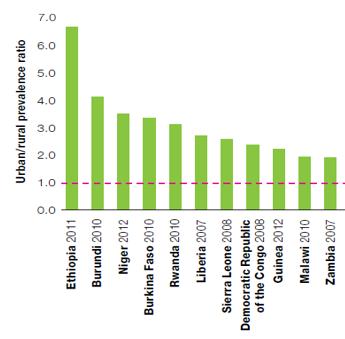 Urban/rural prevalence ratio
7.0
6.0
5.0
4.0
3.0
2.0
1.0
0.0
Ethiopia 2011
Burundi 2010
Niger 2012
Burkina Faso 2010
Rwanda 2010
Liberia 2007
Sierra Leone 2008
Democratic Republic
of the Congo 2008
Guinea 2012
Malawi 2010
Zambia 2007